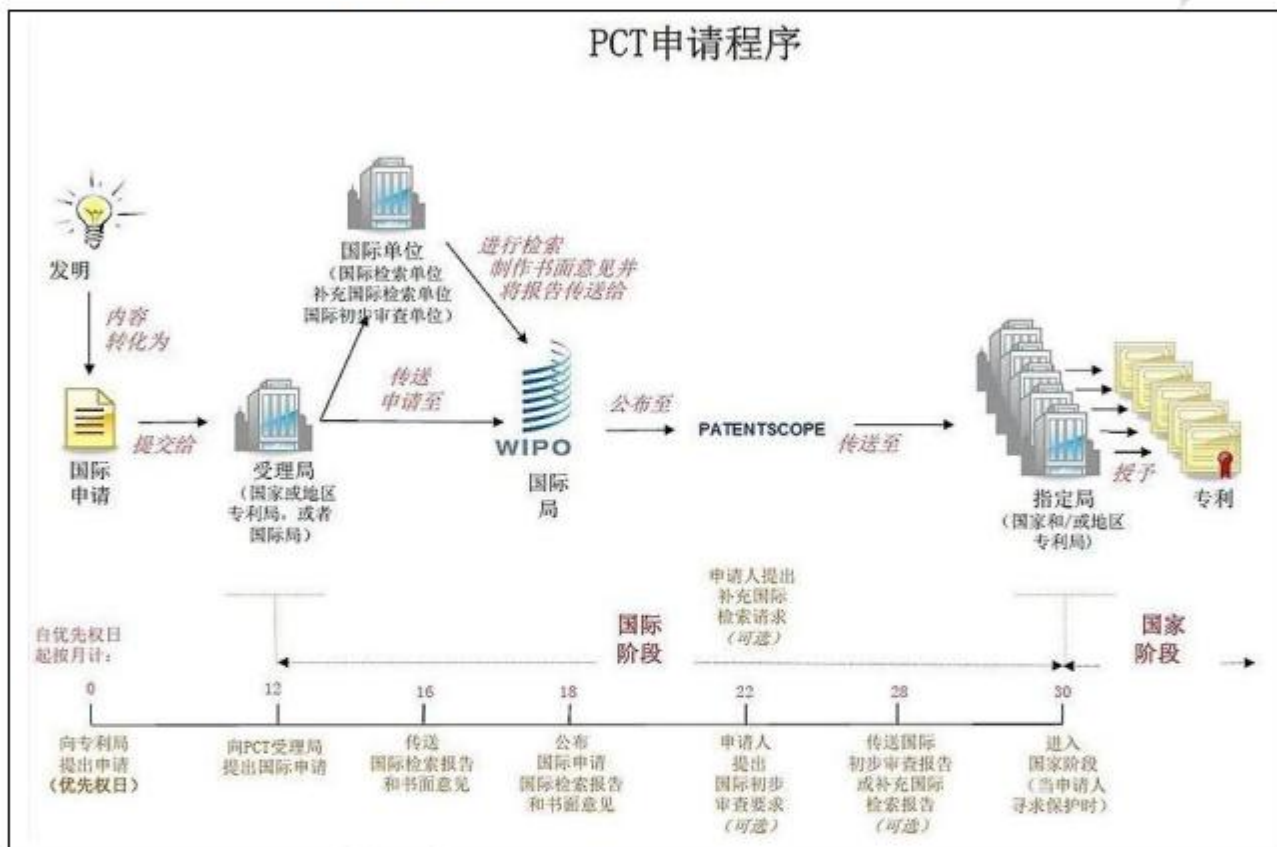 PCT申请程序
发明
内容
转化为
国际
申请
提交给
受理局
（国家或地区
专利局，或者
国际局）
国际单位
（国际检索单位
补充国际检索单位
国际初步审查单位）
进行检索
制作书面意见并
将报告传送给
传送
申请至
WIPO
国际
局
公布至
PATENTSCOPE
传送至
指定局
（国家和/或地区
专利局）
授予
专利
申请人提出
补充国际
检索请求
(可选)
自优先权日
起按月计：
国际
阶段
国家
阶段
0
12
16
18
22
28
30
向专利局
提出申请
（优先权日）
向PCT受理局
提出国际申请
传送
国际检索报告
和书面意见
公布
国际申请
国际检索报告
和书面意见
申请人
提出
国际初步
审查要求
(可选)
传送国际
初步审查报告
或补充国际
检索报告
(可选)
进入
国家阶段
（当申请人
寻求保护时）